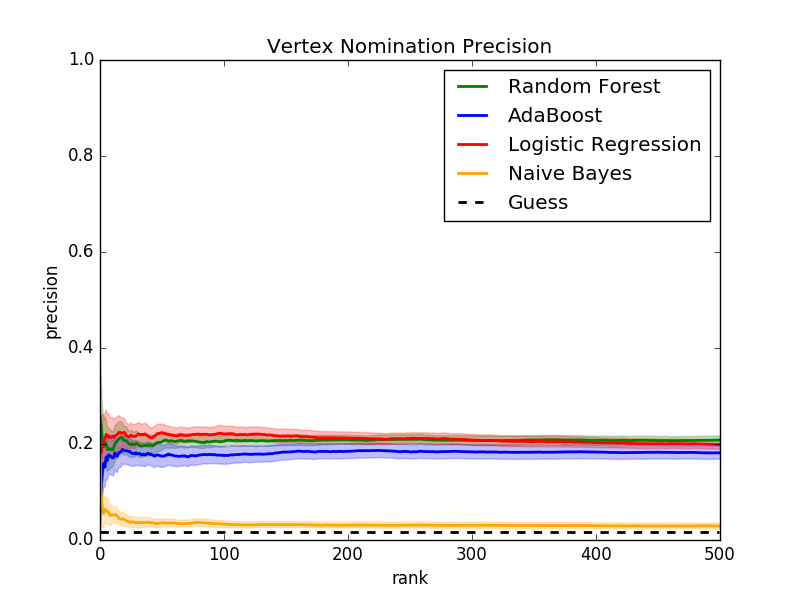 Vertex Nomination Precision
1.0
0.8
0.6
0.4
0.2
0.0
precision
Random Forest
AdaBoost
Logistic Regression
Naive Bayes
Guess
0
100
200
300
400
500
rank